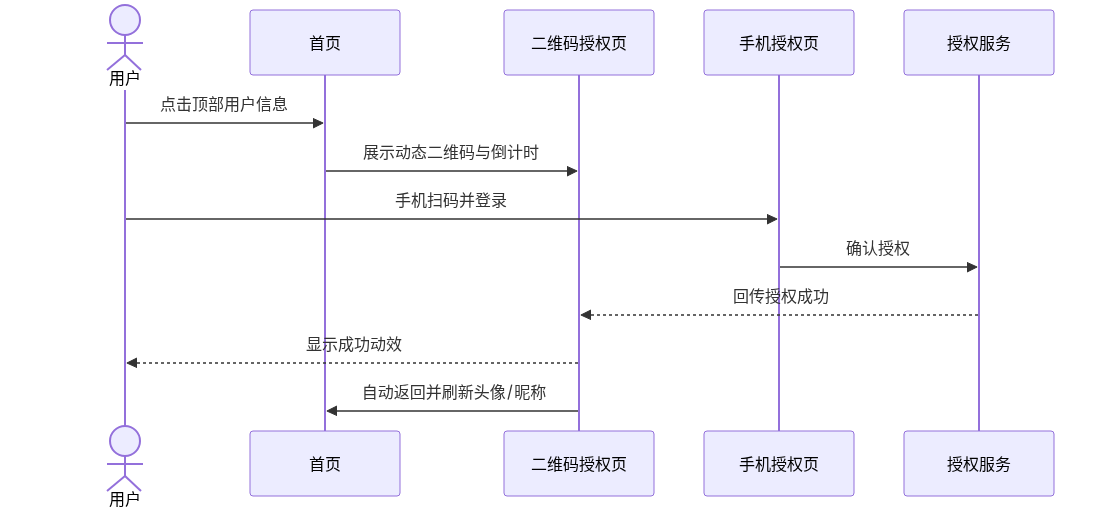 首页
二维码授权页
手机授权页
授权服务
用户
点击顶部用户信息
展示动态二维码与倒计时
手机扫码并登录
确认授权
回传授权成功
显示成功动效
自动返回并刷新头像/昵称
首页
二维码授权页
手机授权页
授权服务
用户